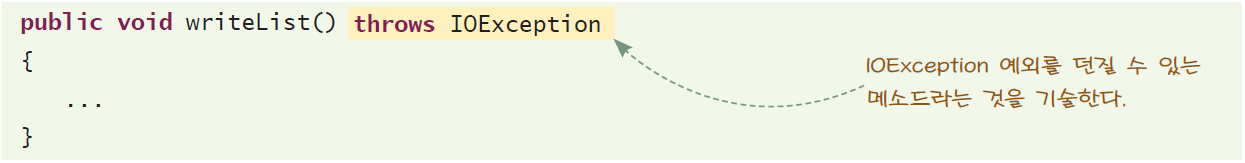 public void writeList() throws IOException
{
...
}
IOException 예외를 던질 수 있는
메소드라는 것을 기술한다.